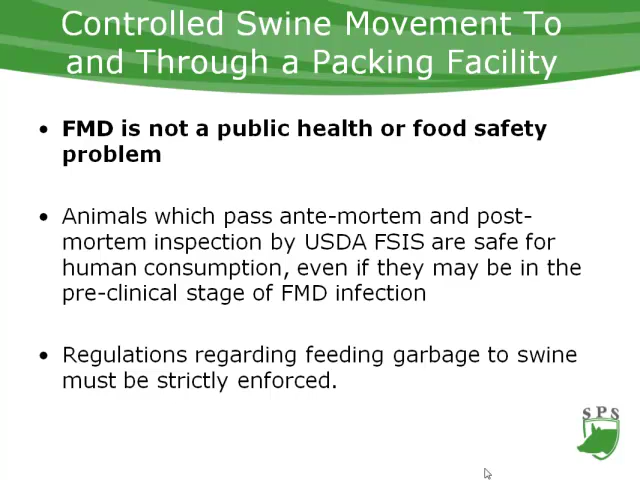 Controlled Swine Movement To
and Through a Packing Facility
• FMD is not a public health or food safety
problem
• Animals which pass ante-mortem and post-
mortem inspection by USDA FSIS are safe for
human consumption, even if they may be in the
pre-clinical stage of FMD infection
• Regulations regarding feeding garbage to swine
must be strictly enforced.
SPS